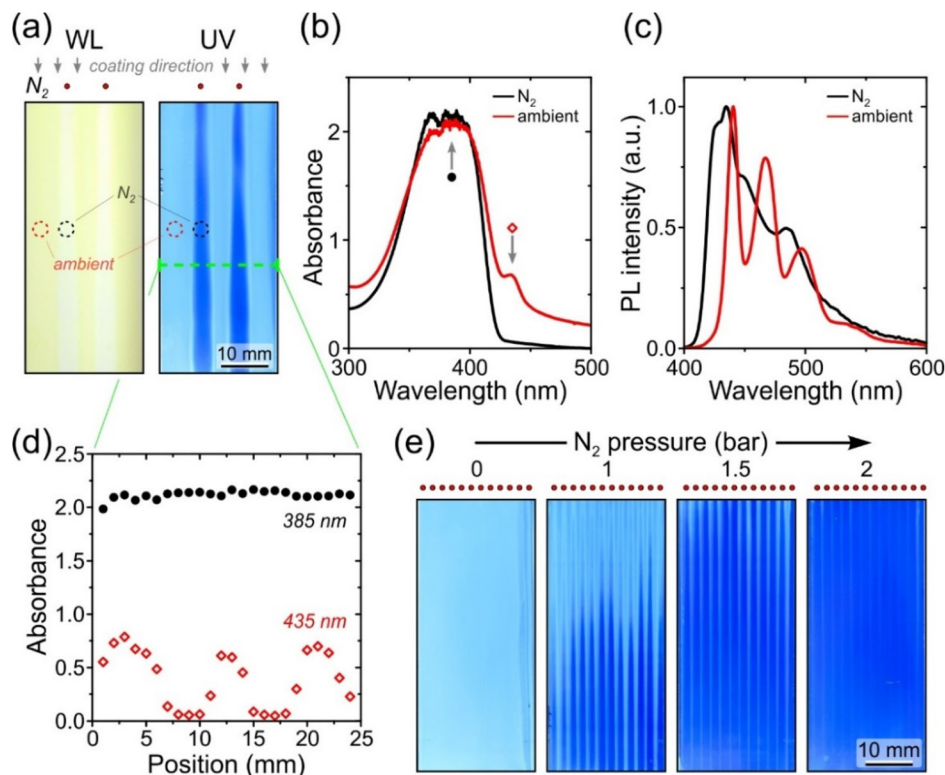 (a)
WL
UV
coating direction
N2
N2
ambient
10 mm
(b)
N2
ambient
2
1
0
Absorbance
300
400
500
Wavelength (nm)
(c)
N2
ambient
1.0
0.5
0.0
PL intensity (a.u.)
400
500
600
Wavelength (nm)
(d)
2.5
2.0
1.5
1.0
0.5
0.0
Absorbance
385 nm
435 nm
0 5 10 15 20 25
Position (mm)
(e)
N2 pressure (bar)
0 1 1.5 2
10 mm